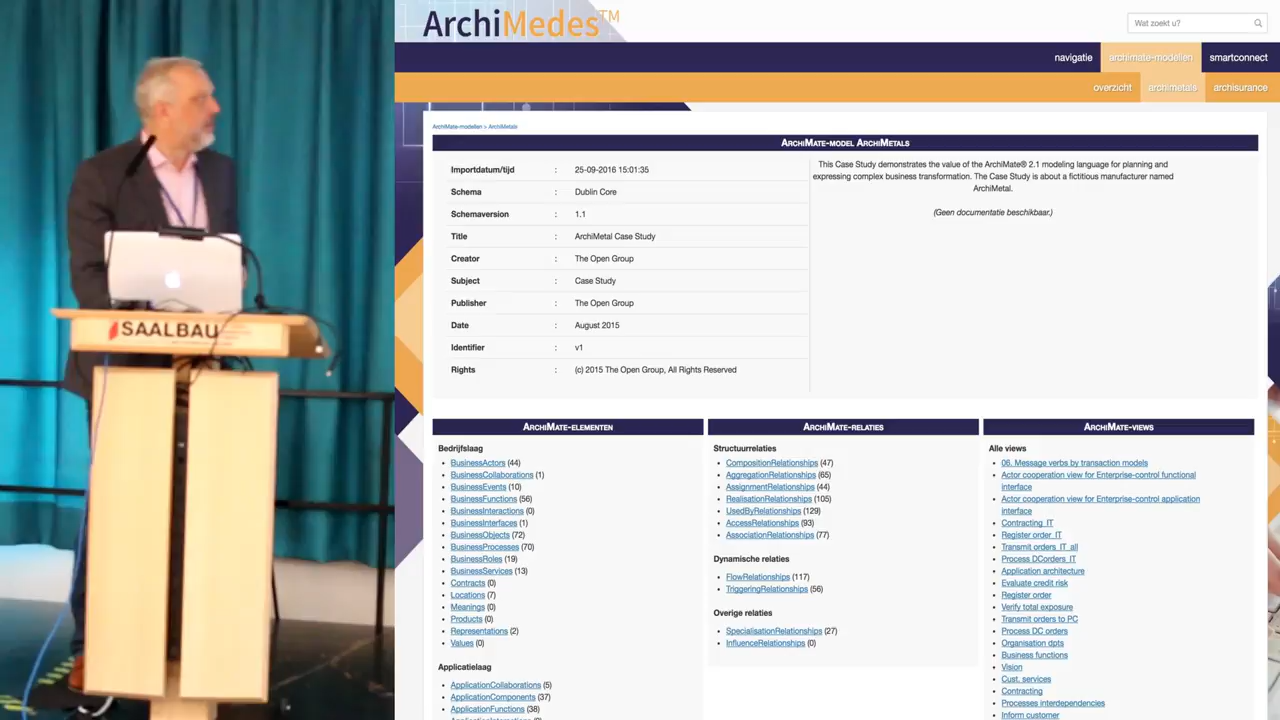 ArchiMedes™
Wat zoekt u?
navigatie archimate-modellen smartconnect
overzicht archimetals archisurance
ArchiMate-modellen > ArchiMetals
ArchiMate-model ArchiMetals
Importdatum/tijd : 25-09-2016 15:01:35
Schema : Dublin Core
Schemaversion : 1.1
Title : ArchiMetal Case Study
Creator : The Open Group
Subject : Case Study
Publisher : The Open Group
Date : August 2015
Identifier : v1
Rights : (c) 2015 The Open Group, All Rights Reserved
This Case Study demonstrates the value of the ArchiMate® 2.1 modeling language for planning and
expressing complex business transformation. The Case Study is about a fictitious manufacturer named
ArchiMetal.
(Geen documentatie beschikbaar.)
SAALBAU
ArchiMate-elementen
Bedrijfslaag
BusinessActors (44)
BusinessCollaborations (1)
BusinessEvents (10)
BusinessFunctions (56)
BusinessInteractions (0)
BusinessInterfaces (1)
BusinessObjects (72)
BusinessProcesses (70)
BusinessRoles (19)
BusinessServices (13)
Contracts (0)
Locations (7)
Meanings (0)
Products (0)
Representations (2)
Values (0)
Applicatielaag
ApplicationCollaborations (5)
ApplicationComponents (37)
ApplicationFunctions (38)
ArchiMate-relaties
Structuurrelaties
CompositionRelationships (47)
AggregationRelationships (65)
AssignmentRelationships (44)
RealisationRelationships (105)
UsedByRelationships (129)
AccessRelationships (93)
AssociationRelationships (77)
Dynamische relaties
FlowRelationships (117)
TriggeringRelationships (56)
Overige relaties
SpecialisationRelationships (27)
InfluenceRelationships (0)
ArchiMate-views
Alle views
06. Message verbs by transaction models
Actor cooperation view for Enterprise-control functional
interface
Actor cooperation view for Enterprise-control application
interface
Contracting_IT
Register order_IT
Transmit orders_IT_all
Process DCorders_IT
Application architecture
Evaluate credit risk
Register order
Verify total exposure
Transmit orders to PC
Process DC orders
Organisation dpts
Business functions
Vision
Cust. services
Contracting
Processes interdependencies
Inform customer